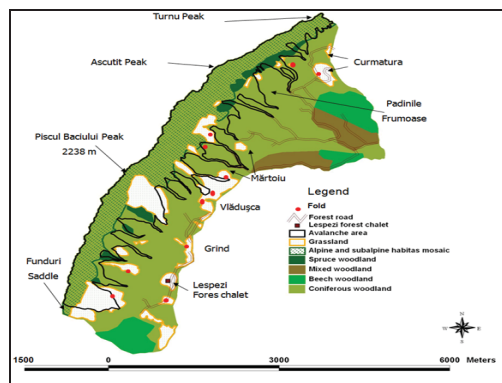 Turnu Peak
Ascutit Peak
Curmatura
Padinile
Frumoase
Piscul Baciului Peak
2238 m
Mărtoiu
Vlădușca
Grind
Funduri
Saddle
Lespezi
Fores chalet
Legend
Fold
Forest road
Lespezi forest chalet
Avalanche area
Grassland
Alpine and subalpine habitas mosaic
Spruce woodland
Mixed woodland
Beech woodland
Coniferous woodland
N
1500
0
3000
6000
Meters